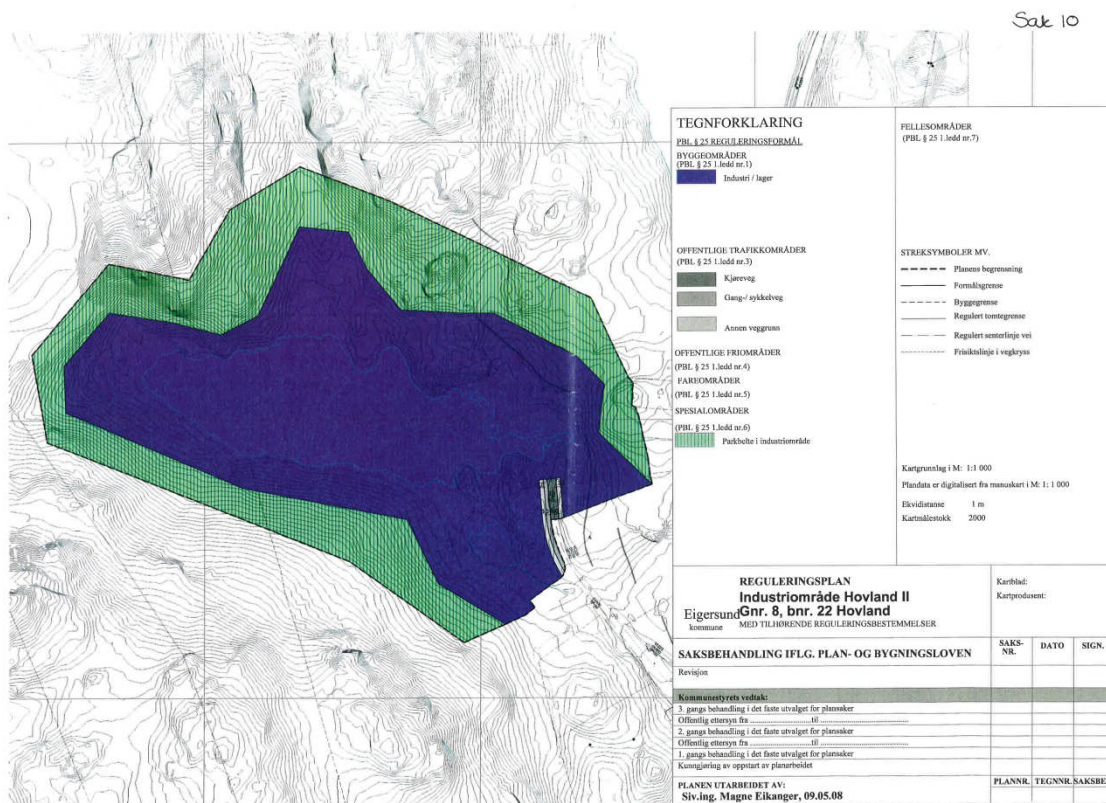 Sak 10
TEGNFORKLARING
PBL § 25 REGULERINGSFORMÅL
BYGGEOMRÅDER
(PBL § 25 1.ledd nr.1)
Industri / lager
OFFENTLIGE TRAFIKKOMRÅDER
(PBL § 25 1.ledd nr.3)
Kjøreveg
Gang-/ sykkelveg
Annen veggrunn
OFFENTLIGE FRIOMRÅDER
(PBL § 25 1.ledd nr.4)
FAREOMRÅDER
(PBL § 25 1.ledd nr.5)
SPESIALOMRÅDER
(PBL § 25 1.ledd nr.6)
Parkbelte i industriområde
FELLESOMRÅDER
(PBL § 25 1.ledd nr.7)
STREKSYMBOLER MV.
Planens begrensning
Formålsgrense
Byggegrense
Regulert tomtegrense
Regulert senterlinje vei
Frisiktslinje i vegkryss
Kartgrunnlag i M: 1:1 000
Plandata er digitalisert fra manuskart i M: 1: 1 000
Ekvidistanse 1 m
Kartmålestokk 2000
REGULERINGSPLAN
Industriområde Hovland II
Gnr. 8, bnr. 22 Hovland
MED TILHØRENDE REGULERINGSBESTEMMELSER
Eigersund
kommune
Kartblad:
Kartprodusent:
SAKSBEHANDLING IFLG. PLAN- OG BYGNINGSLOVEN
SAKS-
NR.
DATO
SIGN.
Revisjon
Kommunestyrets vedtak:
3. gangs behandling i det faste utvalget for plansaker
Offentlig ettersyn fra ..............................til ..............................
2. gangs behandling i det faste utvalget for plansaker
Offentlig ettersyn fra ..............................til ..............................
1. gangs behandling i det faste utvalget for plansaker
Kunngjøring av oppstart av planarbeidet
PLANEN UTARBEIDET AV:
Siv.ing. Magne Eikanger, 09.05.08
PLANNR.
TEGNNR.
SAKSBE